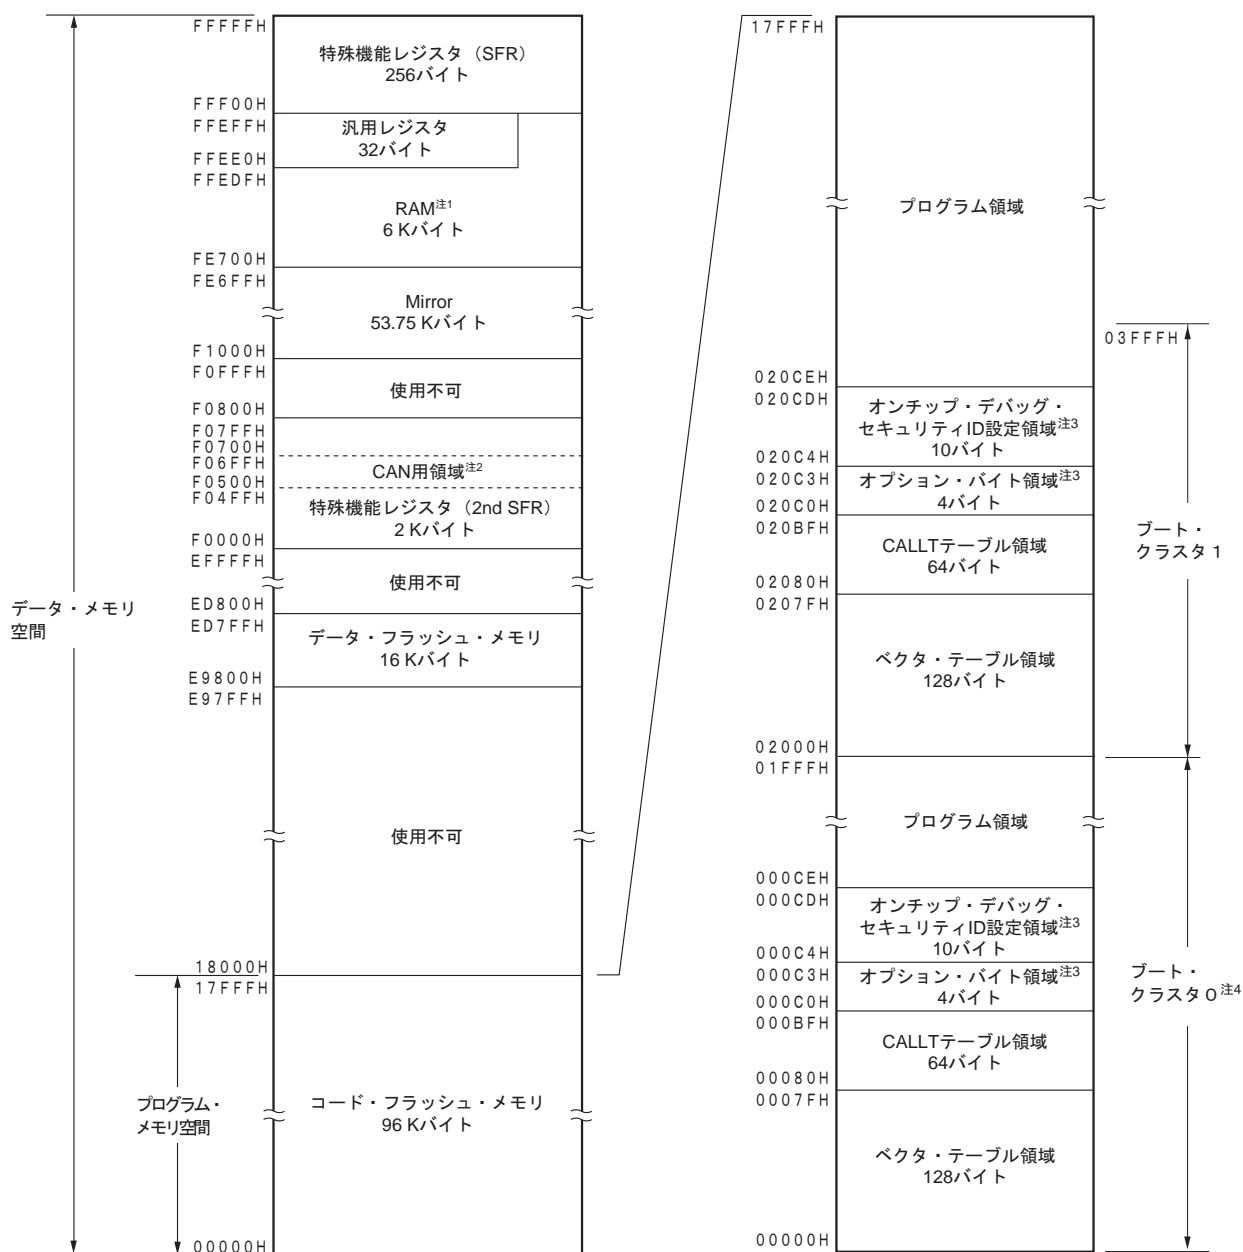 FFFFFH
特殊機能レジスタ（SFR）
256バイト
FFF00H
FFEFFH
汎用レジスタ
32バイト
FFEE0H
FFEDFH
RAM注1
6 Kバイト
FE700H
FE6FFH
Mirror
53.75 Kバイト
F1000H
F0FFFH
使用不可
F0800H
F07FFH
F0700H
F06FFH
CAN用領域注2
F0500H
F04FFH
特殊機能レジスタ（2nd SFR）
2 Kバイト
F0000H
EFFFFH
使用不可
ED800H
ED7FFH
データ・フラッシュ・メモリ
16 Kバイト
E9800H
E97FFH
使用不可
18000H
17FFFH
コード・フラッシュ・メモリ
96 Kバイト
00000H
データ・メモリ
空間
プログラム・
メモリ空間
17FFFH
プログラム領域
03FFFH
020CEH
020CDH
オンチップ・デバッグ・
セキュリティID設定領域注3
10バイト
020C4H
020C3H
オプション・バイト領域注3
4バイト
020C0H
020BFH
CALLTテーブル領域
64バイト
02080H
0207FH
ベクタ・テーブル領域
128バイト
02000H
01FFFH
ブート・
クラスタ1
プログラム領域
000CEH
000CDH
オンチップ・デバッグ・
セキュリティID設定領域注3
10バイト
000C4H
000C3H
オプション・バイト領域注3
4バイト
000C0H
000BFH
CALLTテーブル領域
64バイト
00080H
0007FH
ベクタ・テーブル領域
128バイト
00000H
ブート・
クラスタ0注4